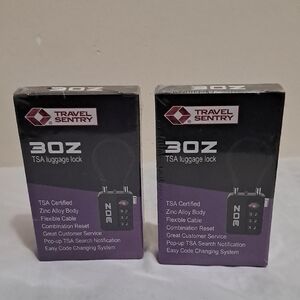 TRAVEL
SENTRY
3OZ
TSA luggage lock
TSA Certified
Zinc Alloy Body
Flexible Cable
Combination Reset
Great Customer Service
Pop-up TSA Search Notification
Easy Code Changing System
TRAVEL
SENTRY
3OZ
TSA luggage lock
TSA Certified
Zinc Alloy Body
Flexible Cable
Combination Reset
Great Customer Service
Pop-up TSA Search Notification
Easy Code Changing System